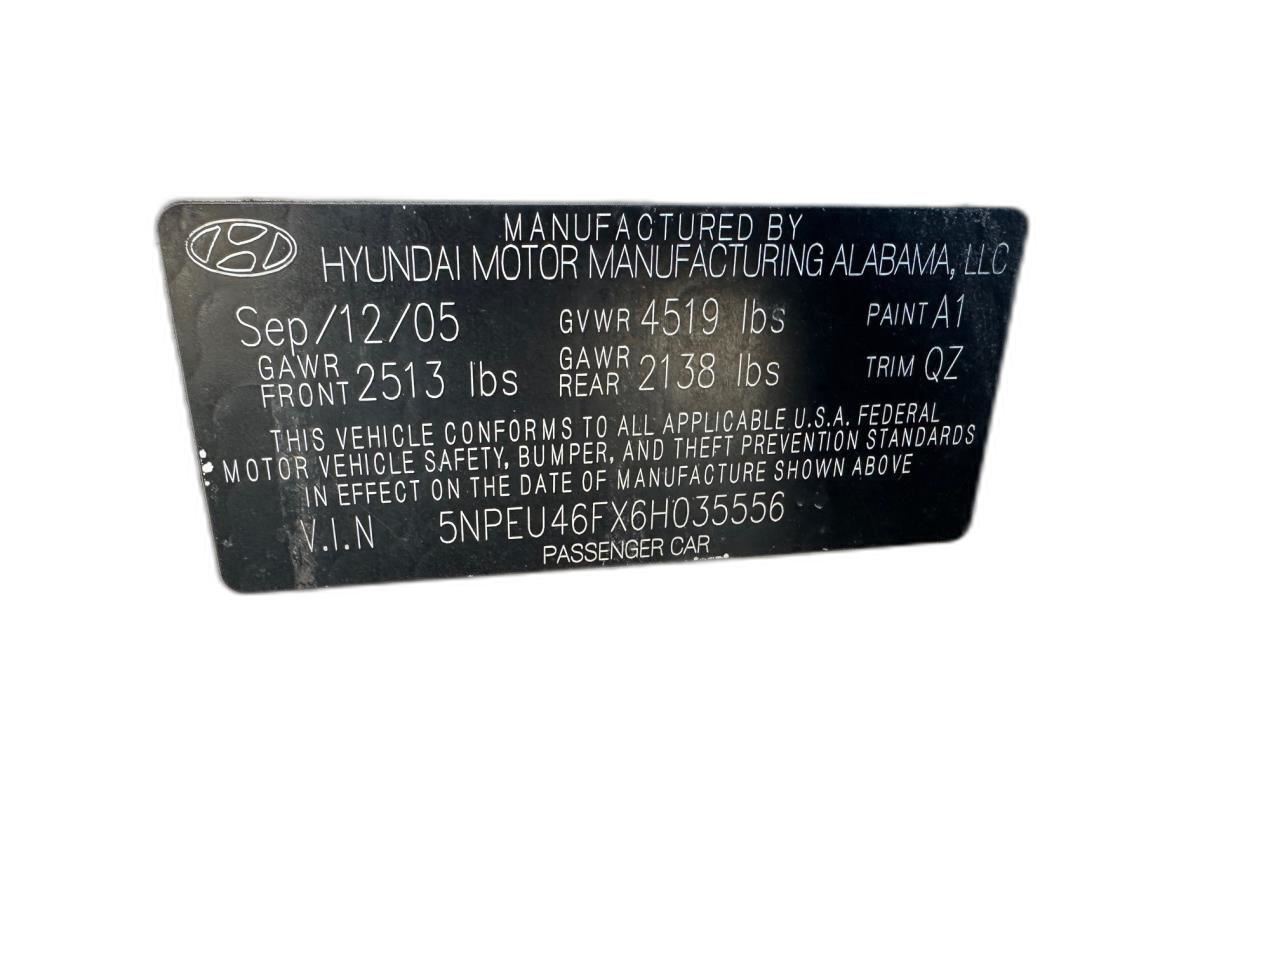 MANUFACTURED BY
HYUNDAI MOTOR MANUFACTURING ALABAMA, LLC
Sep/12/05 GVWR 4519 lbs PAINT A1
GAWR FRONT 2513 lbs GAWR REAR 2138 lbs TRIM QZ
THIS VEHICLE CONFORMS TO ALL APPLICABLE U.S.A. FEDERAL
MOTOR VEHICLE SAFETY, BUMPER, AND THEFT PREVENTION STANDARDS
IN EFFECT ON THE DATE OF MANUFACTURE SHOWN ABOVE
V.I.N 5NPEU46FX6H035556
PASSENGER CAR